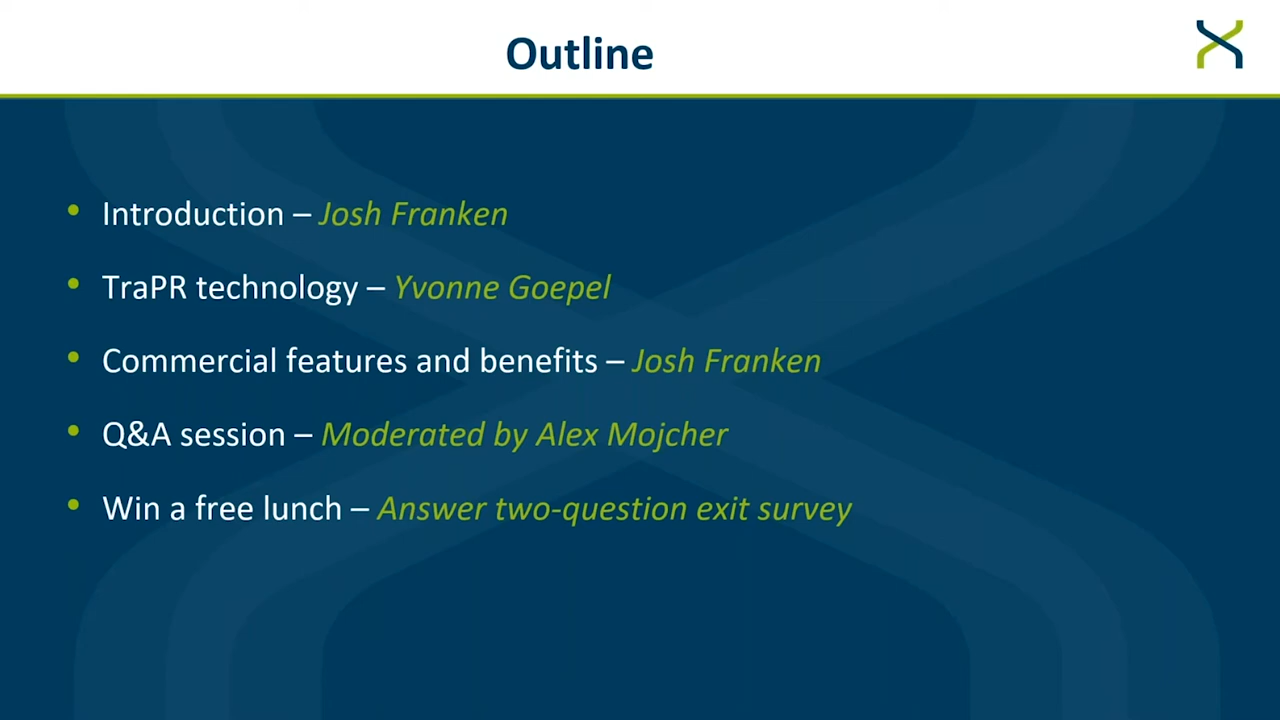 Outline
• Introduction – Josh Franken
• TraPR technology – Yvonne Goepel
• Commercial features and benefits – Josh Franken
• Q&A session – Moderated by Alex Mojcher
• Win a free lunch – Answer two-question exit survey